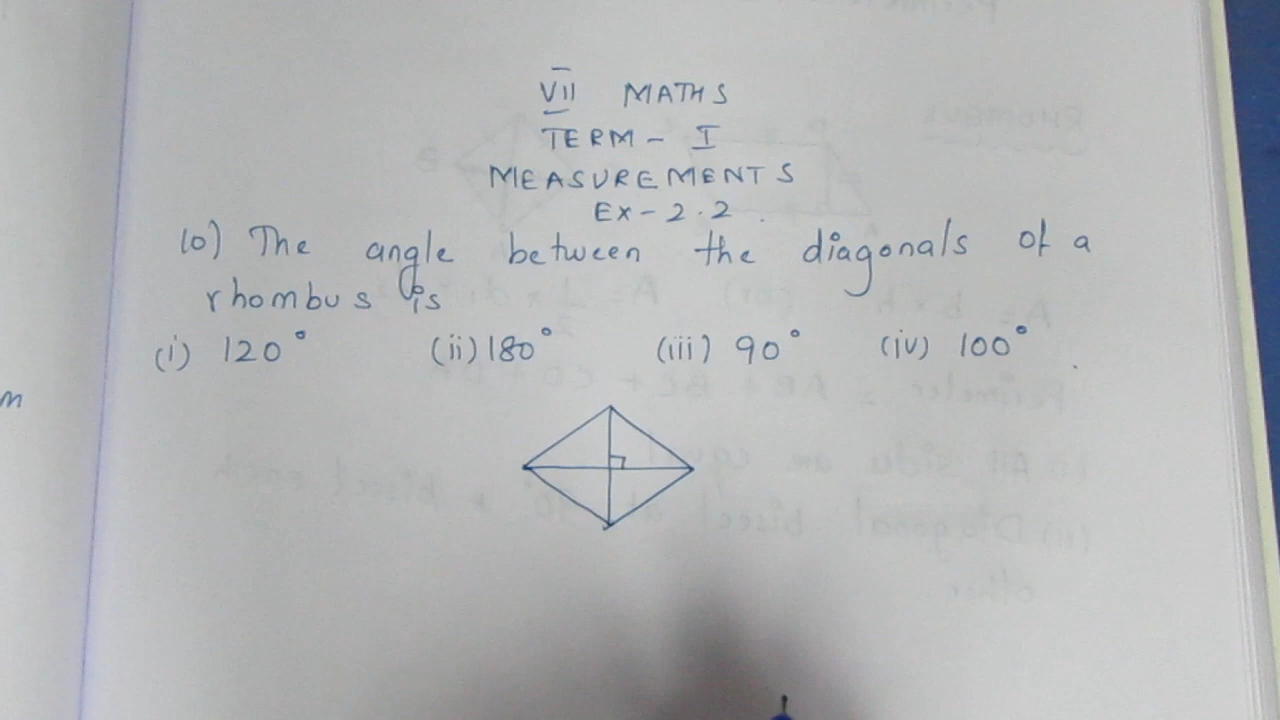 VII MATHS
TERM - I
MEASUREMENTS
EX - 2.2.
10) The angle between the diagonals of a
rhombus is
(i) 120° (ii) 180° (iii) 90° (iv) 100°
m